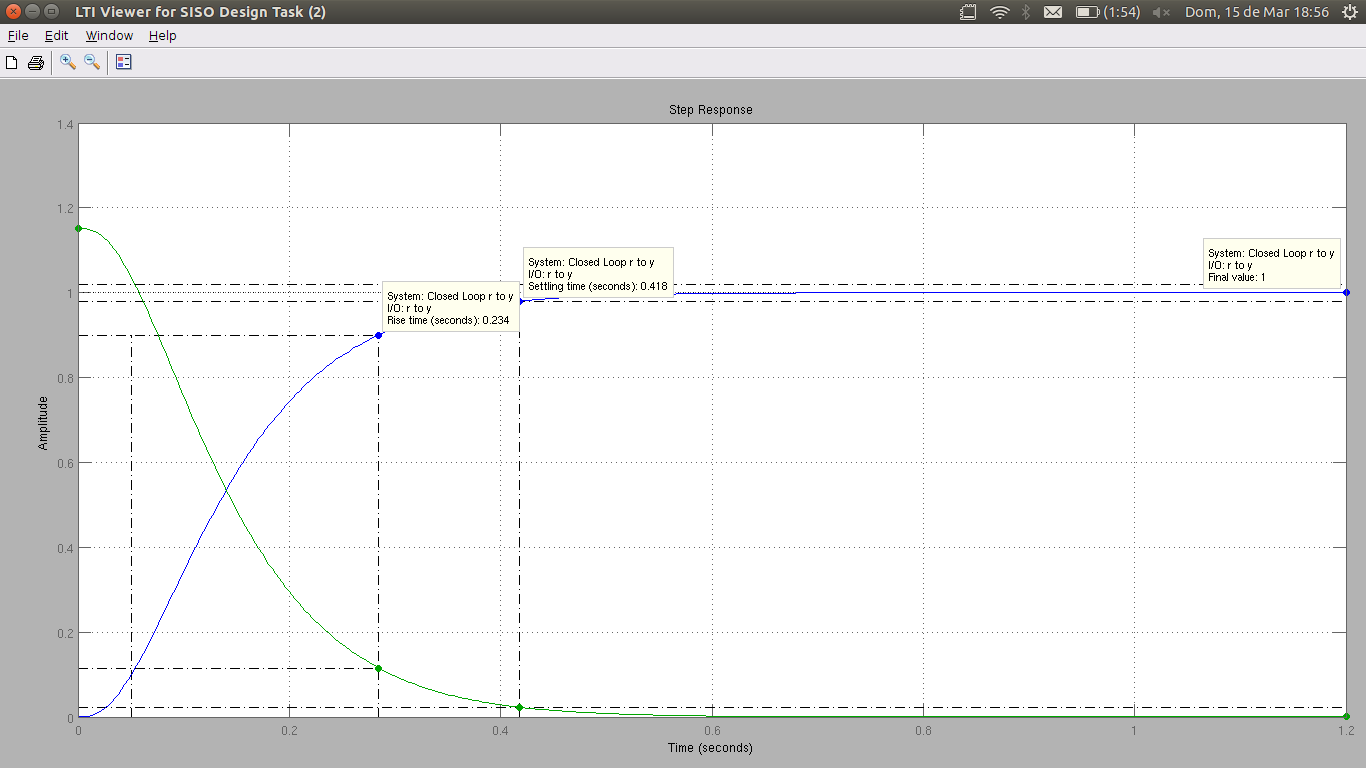 LTI Viewer for SISO Design Task (2)
(1:54) Dom, 15 de Mar 18:56
File Edit Window Help
Step Response
1.4
1.2
1
0.8
0.6
0.4
0.2
0
Amplitude
System: Closed Loop r to y
I/O: r to y
Rise time (seconds): 0.234
System: Closed Loop r to y
I/O: r to y
Settling time (seconds): 0.418
System: Closed Loop r to y
I/O: r to y
Final value: 1
0 0.2 0.4 0.6 0.8 1 1.2
Time (seconds)